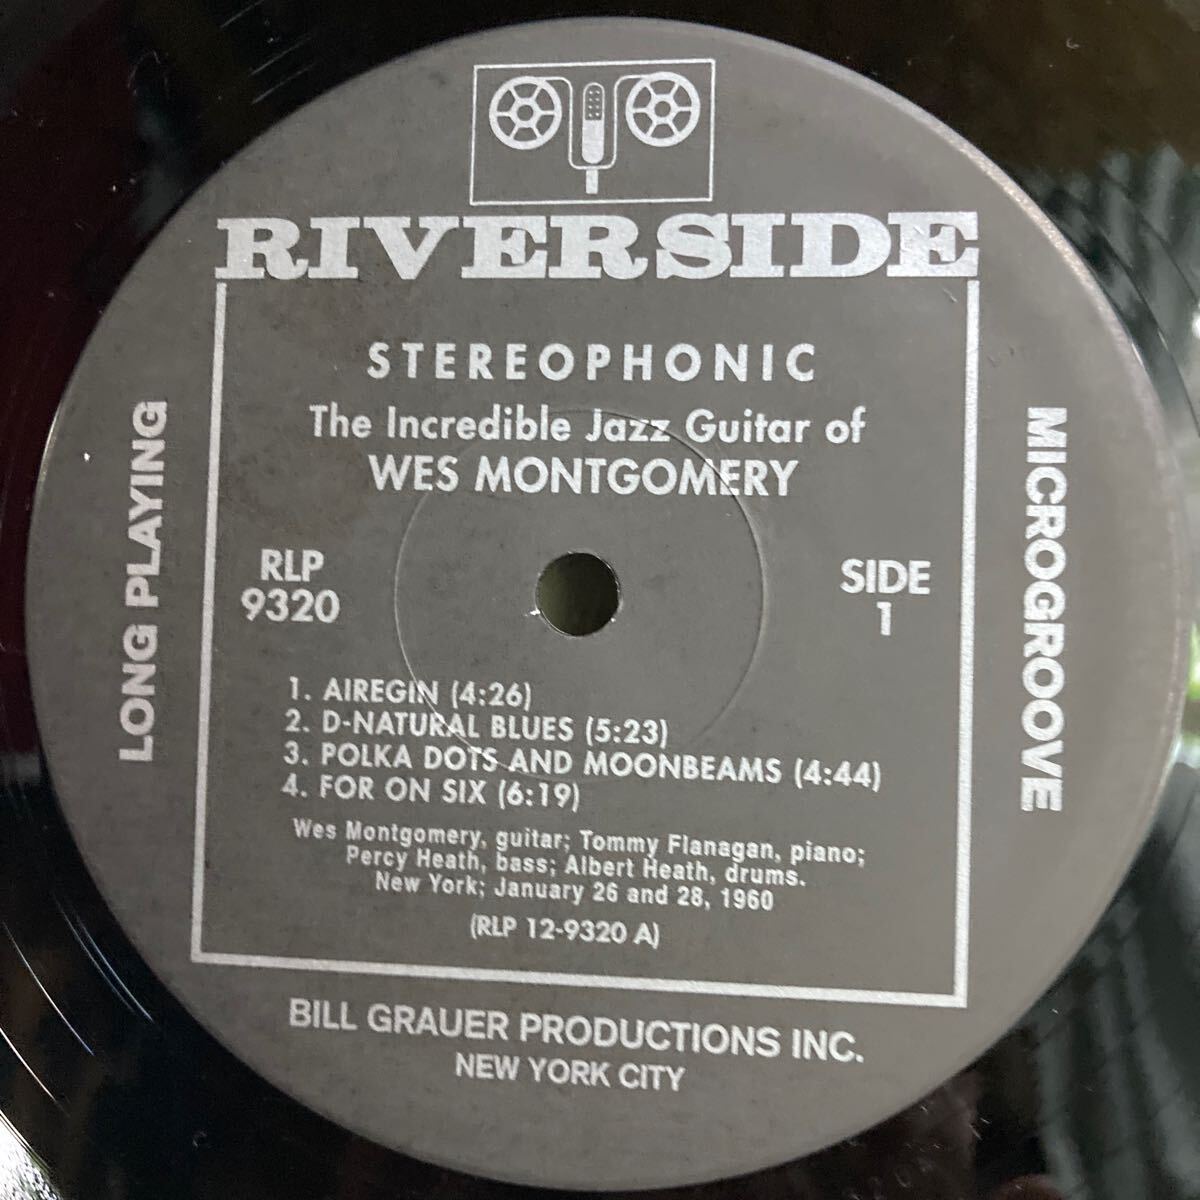 RIVERSIDE
STEREOPHONIC
The Incredible Jazz Guitar of
WES MONTGOMERY
RLP
9320
SIDE
1
LONG PLAYING
MICROGROOVE
1. AIREGIN (4:26)
2. D-NATURAL BLUES (5:23)
3. POLKA DOTS AND MOONBEAMS (4:44)
4. FOR ON SIX (6:19)
Wes Montgomery, guitar; Tommy Flanagan, piano;
Percy Heath, bass; Albert Heath, drums.
New York; January 26 and 28, 1960
(RLP 12-9320 A)
BILL GRAUER PRODUCTIONS INC.
NEW YORK CITY